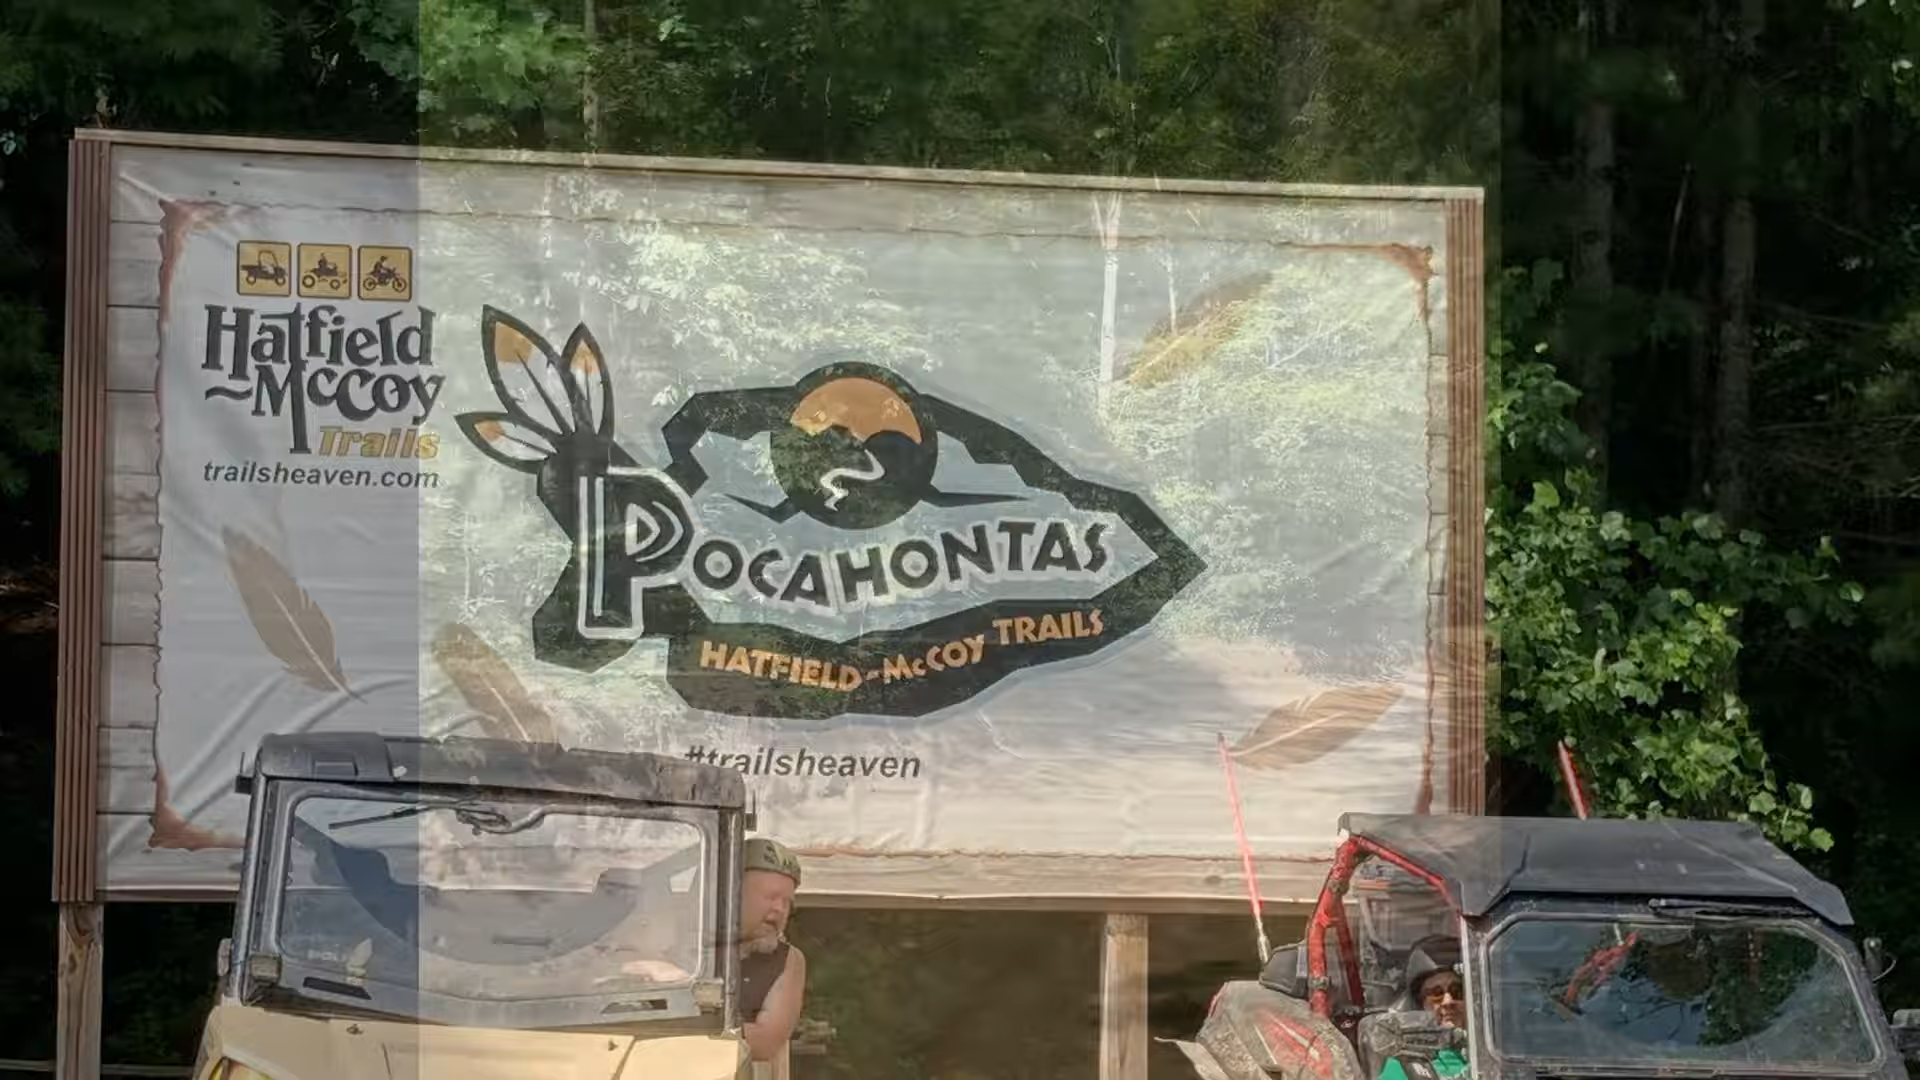 Hatfield
-McCoy
Trails
trailsheaven.com
POCAHONTAS
HATFIELD-McCOY TRAILS
#trailsheaven